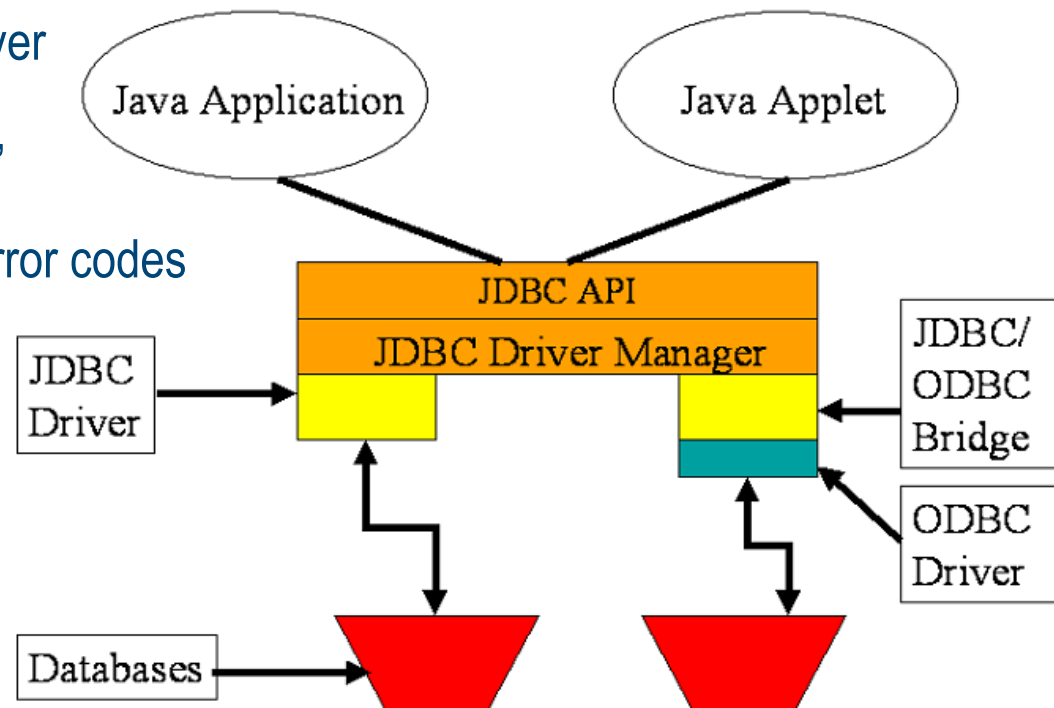 ver
Java Application
Java Applet
,
rror codes
JDBC API
JDBC Driver Manager
JDBC
Driver
JDBC/
ODBC
Bridge
ODBC
Driver
Databases